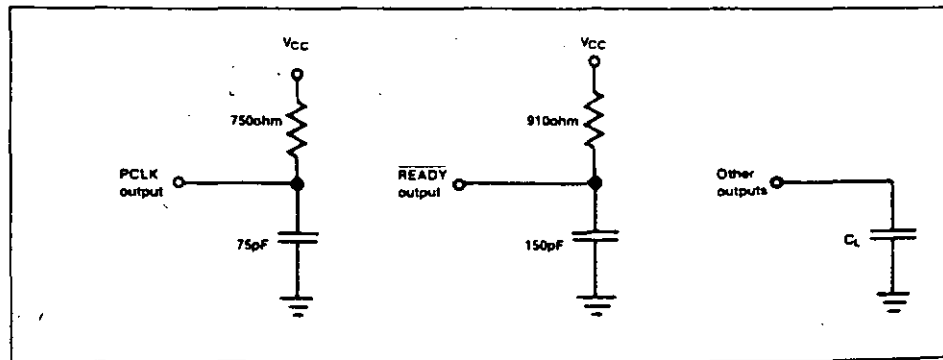 VCC
750ohm
PCLK
output
75pF
VCC
910ohm
READY
output
150pF
Other
outputs
CL